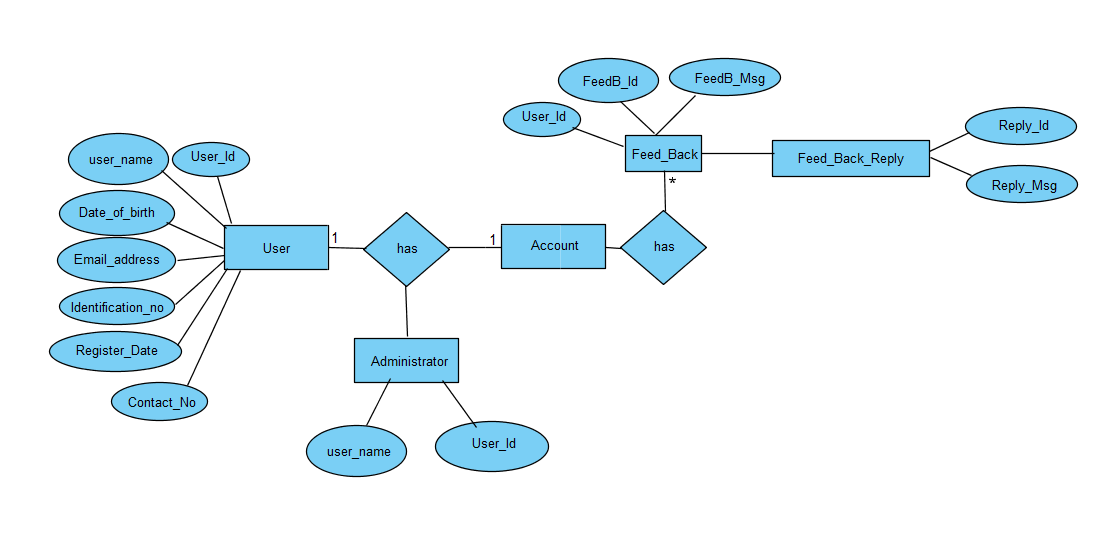 FeedB_Id
FeedB_Msg
User_Id
Reply_Id
user_name
User_Id
Feed_Back
Feed_Back_Reply
*
Reply_Msg
Date_of_birth
1
1
User
has
Account
has
Email_address
Identification_no
Register_Date
Administrator
Contact_No
user_name
User_Id